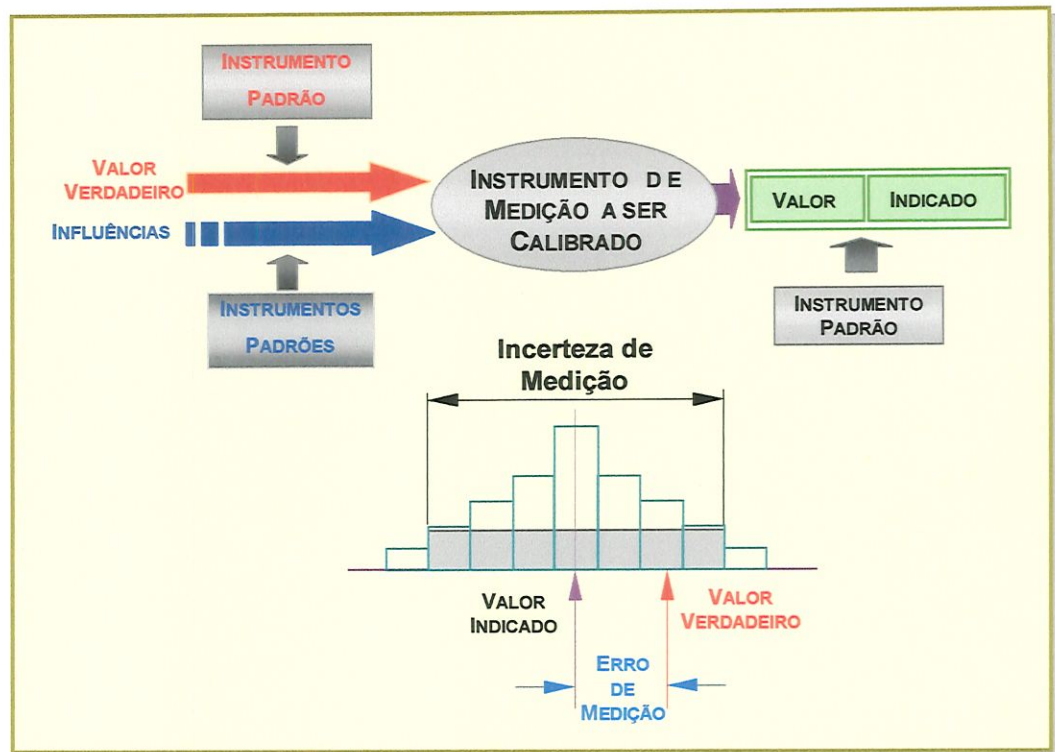 INSTRUMENTO
PADRÃO
VALOR
VERDADEIRO
INFLUÊNCIAS
INSTRUMENTOS
PADRÕES
INSTRUMENTO D E
MEDIÇÃO A SER
CALIBRADO
VALOR INDICADO
INSTRUMENTO
PADRÃO
Incerteza de
Medição
VALOR
INDICADO
VALOR
VERDADEIRO
ERRO
DE
MEDIÇÃO